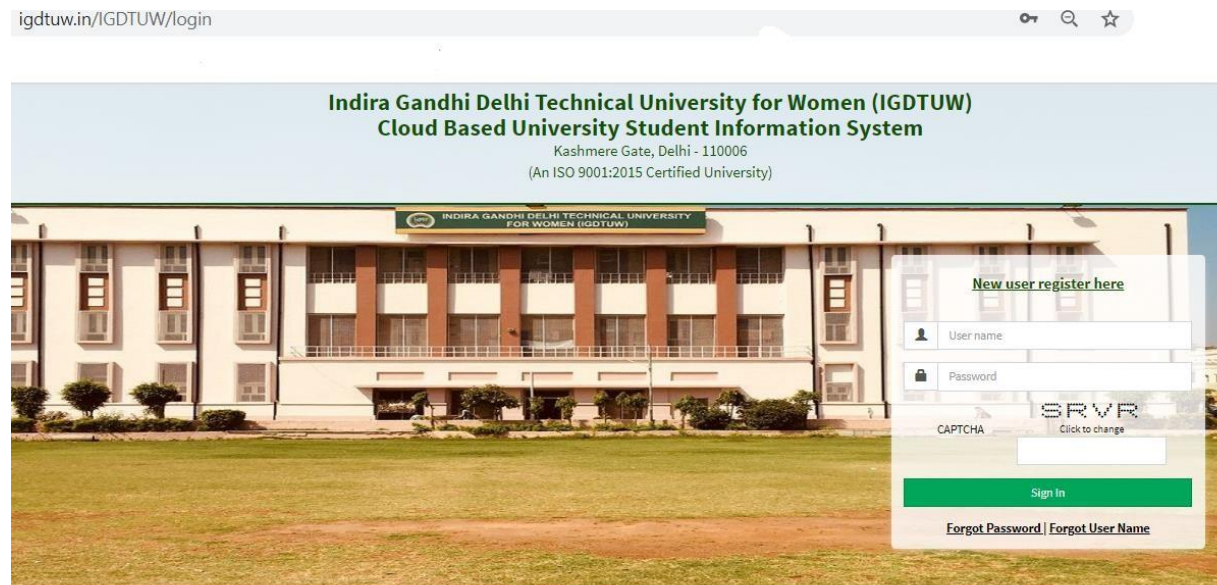 igdtuw.in/IGDTUW/login
Indira Gandhi Delhi Technical University for Women (IGDTUW)
Cloud Based University Student Information System
Kashmere Gate, Delhi - 110006
(An ISO 9001:2015 Certified University)
INDIRA GANDHI DELHI TECHNICAL UNIVERSITY
FOR WOMEN (IGDTUW)
New user register here
User name
Password
SRVR
CAPTCHA Click to change
Sign In
Forgot Password | Forgot User Name